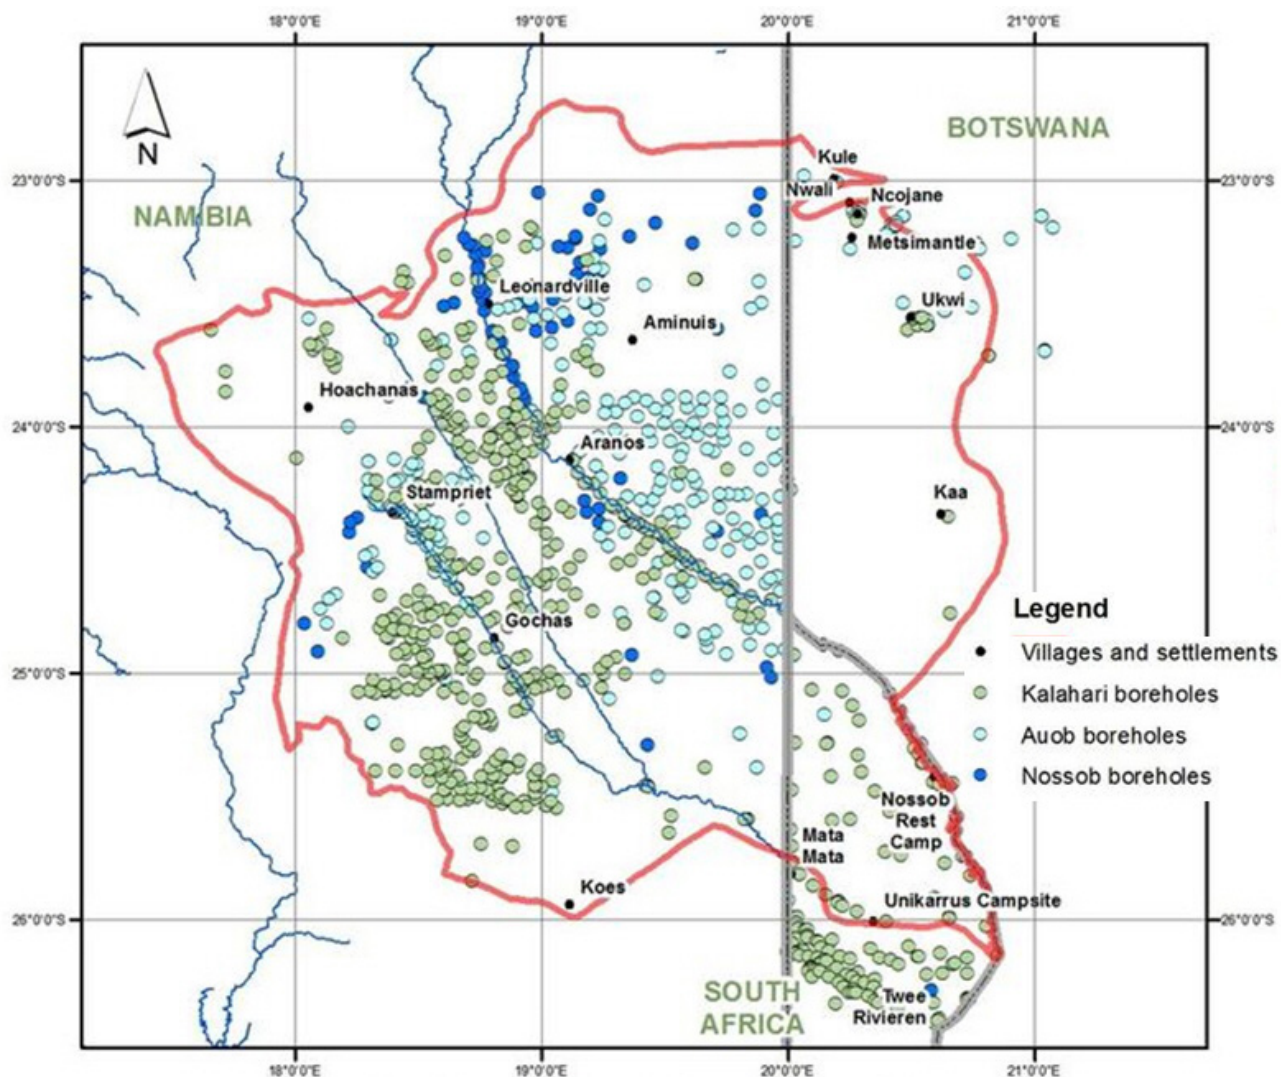 18°0'0"E
19°0'0"E
20°0'0"E
21°0'0"E
N
BOTSWANA
NAMIBIA
23°0'0"S
23°0'0"S
Kule
Nwali
Ncojane
Metsimantle
Leonardville
Ukwi
Aminuis
Hoachanas
24°0'0"S
24°0'0"S
Aranos
Stampriet
Kaa
Legend
Villages and settlements
Kalahari boreholes
Auob boreholes
Nossob boreholes
Gochas
25°0'0"S
25°0'0"S
Nossob
Rest
Camp
Mata
Mata
Koes
Unikarrus Campsite
26°0'0"S
26°0'0"S
SOUTH
AFRICA
Twee
Rivieren
18°0'0"E
19°0'0"E
20°0'0"E
21°0'0"E